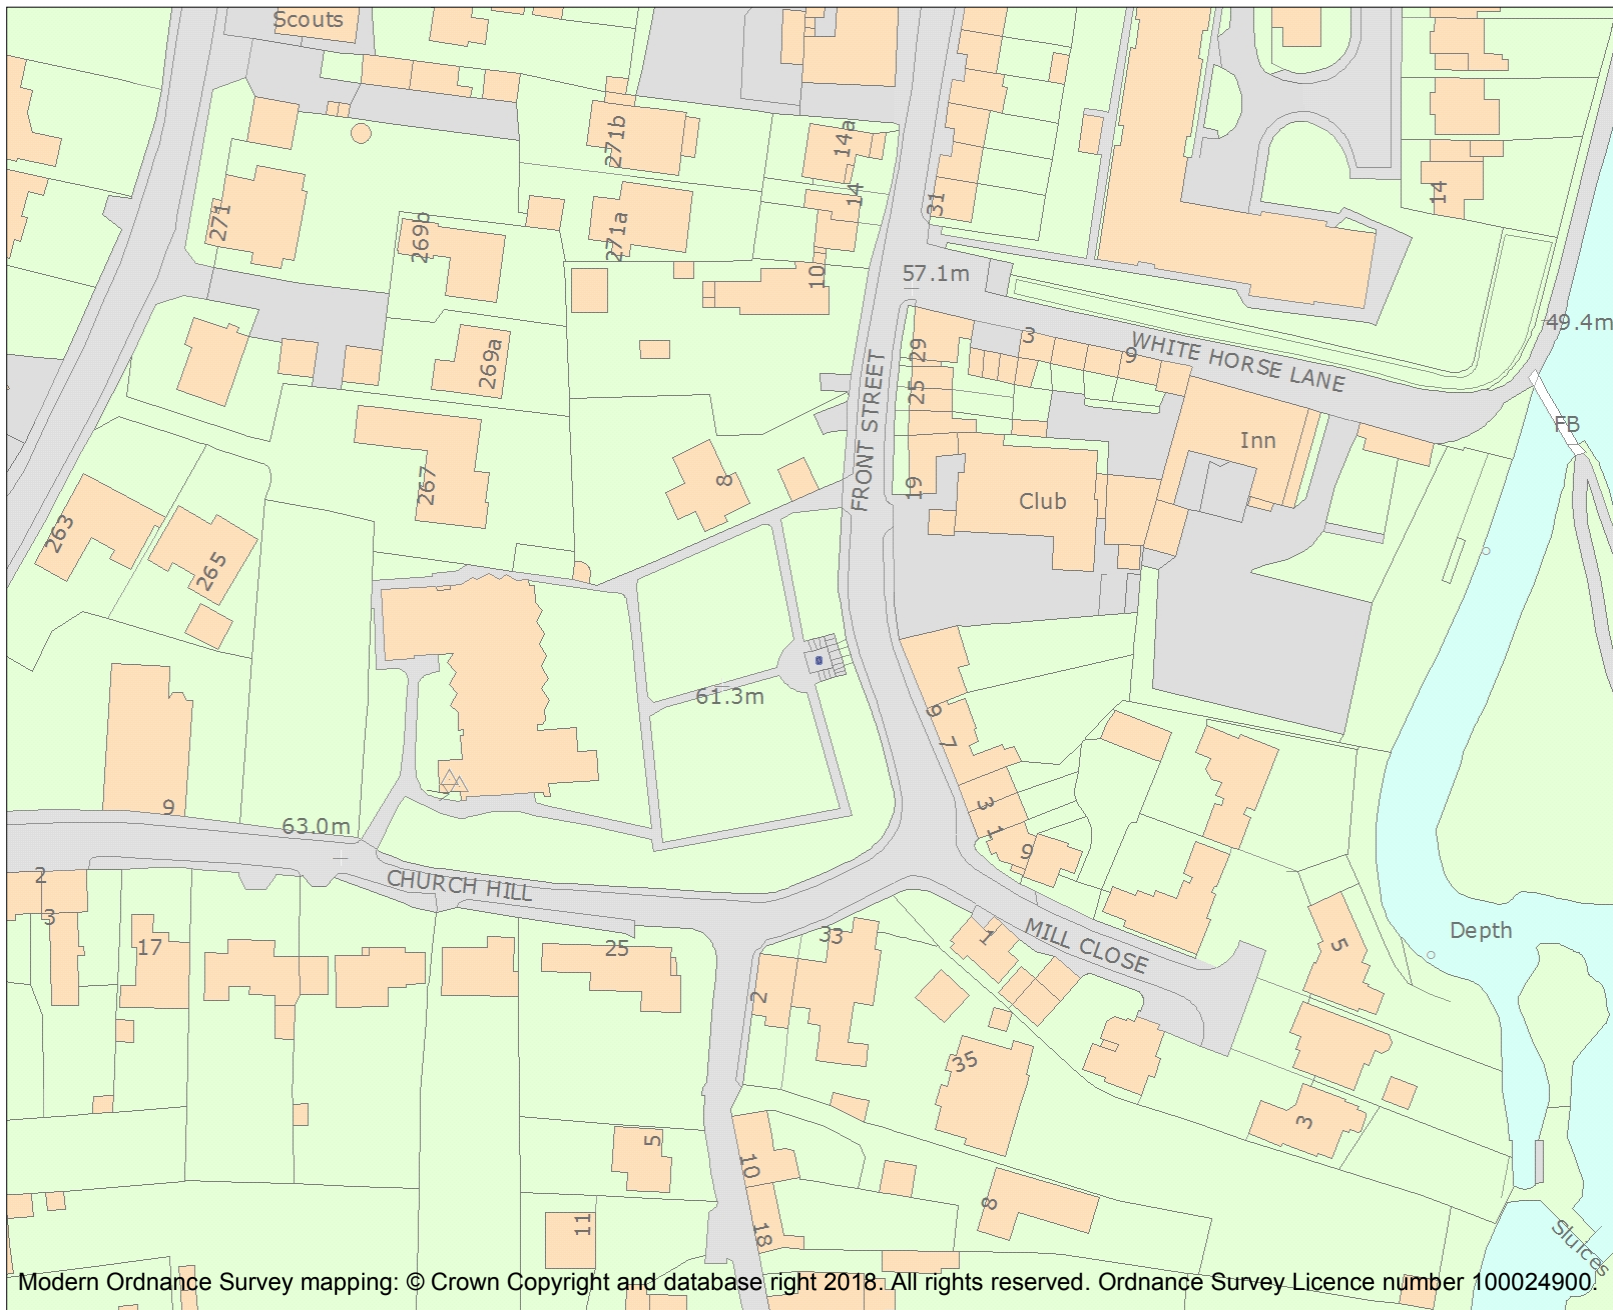 Scouts
271b
14a
14
14
31
271
269b
271a
10
57.1m
49.4m
3
9
WHITE HORSE LANE
29
269a
25
FRONT STREET
FB
Inn
8
267
19
Club
263
265
61.3m
9
7
9
3
1
63.0m
9
2
CHURCH HILL
3
17
25
33
1
MILL CLOSE
5
Depth
2
35
3
5
10
8
11
18
Sluices
Modern Ordnance Survey mapping: © Crown Copyright and database right 2018. All rights reserved. Ordnance Survey Licence number 100024900.